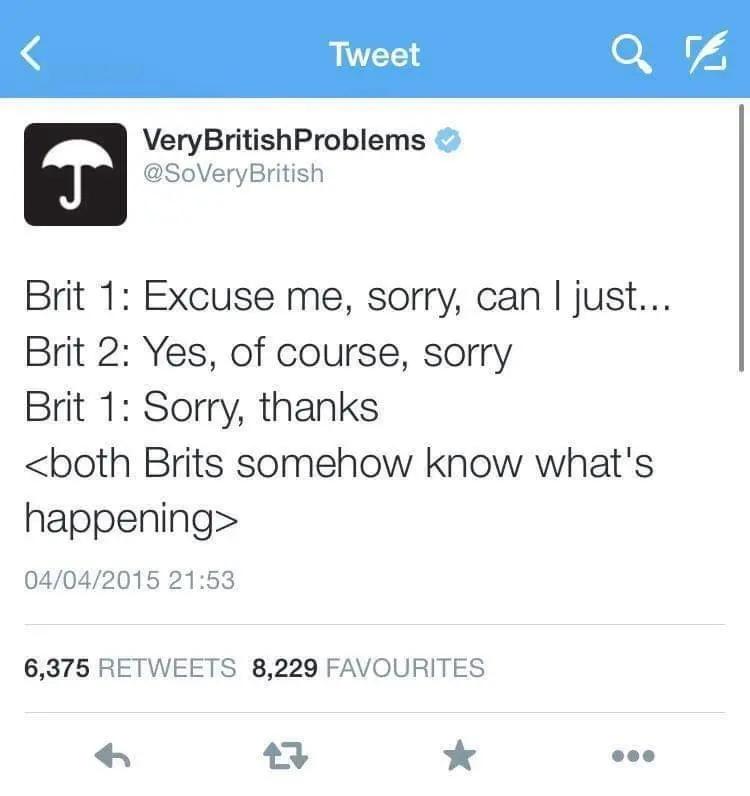 Tweet
VeryBritishProblems
@SoVeryBritish
Brit 1: Excuse me, sorry, can I just...
Brit 2: Yes, of course, sorry
Brit 1: Sorry, thanks
<both Brits somehow know what's
happening>
04/04/2015 21:53
6,375 RETWEETS 8,229 FAVOURITES